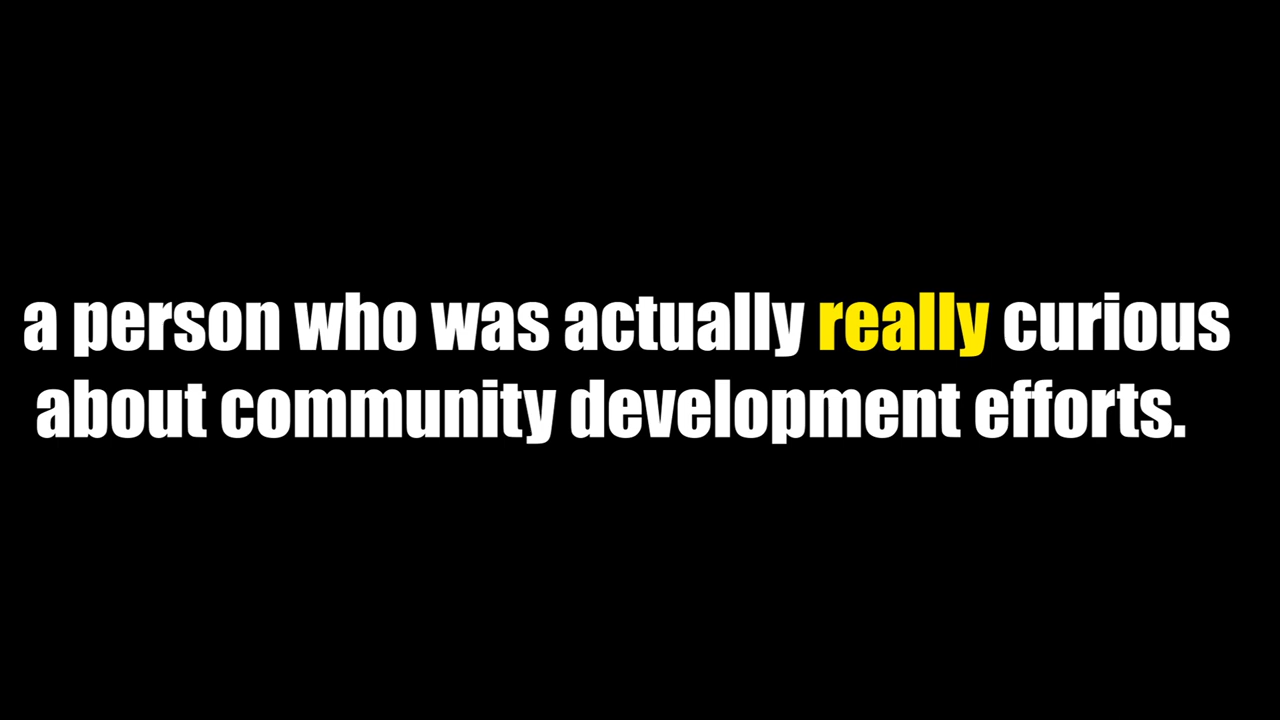 a person who was actually really curious
about community development efforts.